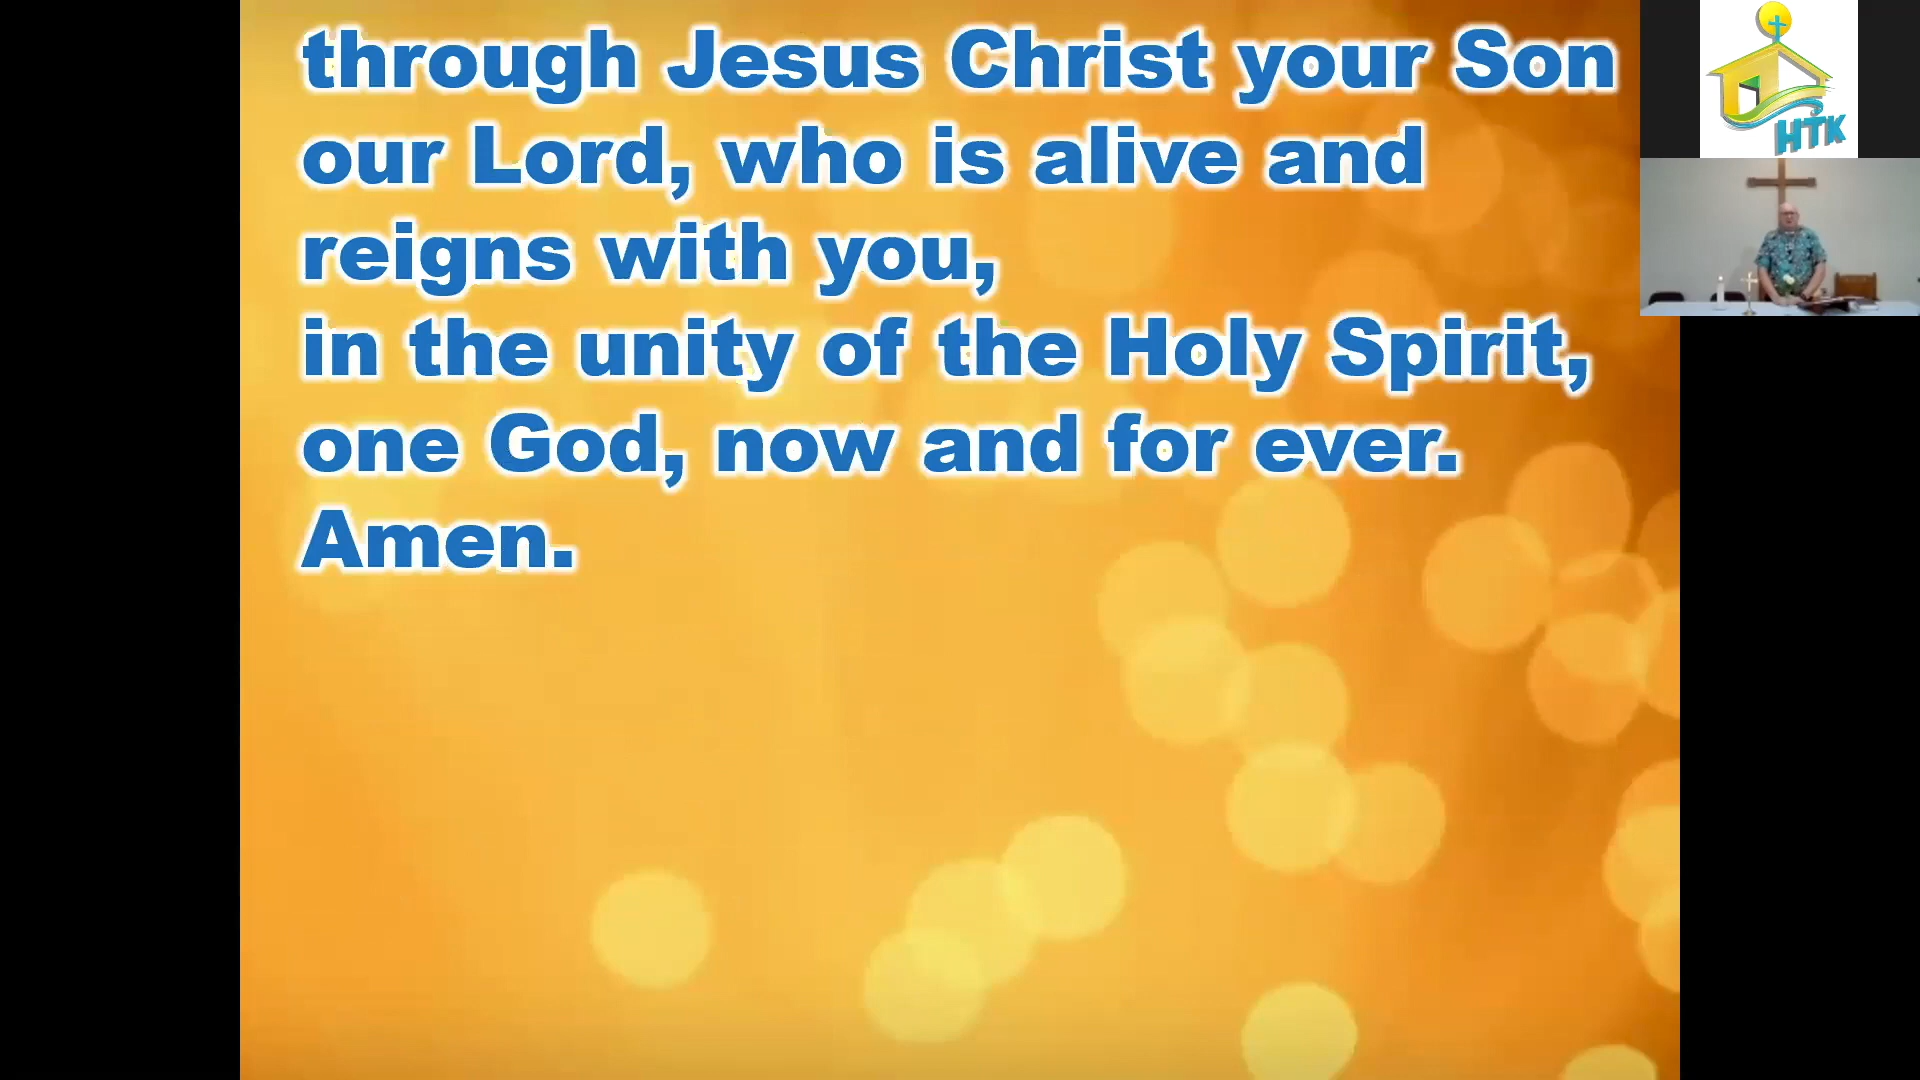 through Jesus Christ your Son
our Lord, who is alive and
reigns with you,
in the unity of the Holy Spirit,
one God, now and for ever.
Amen.
HTK